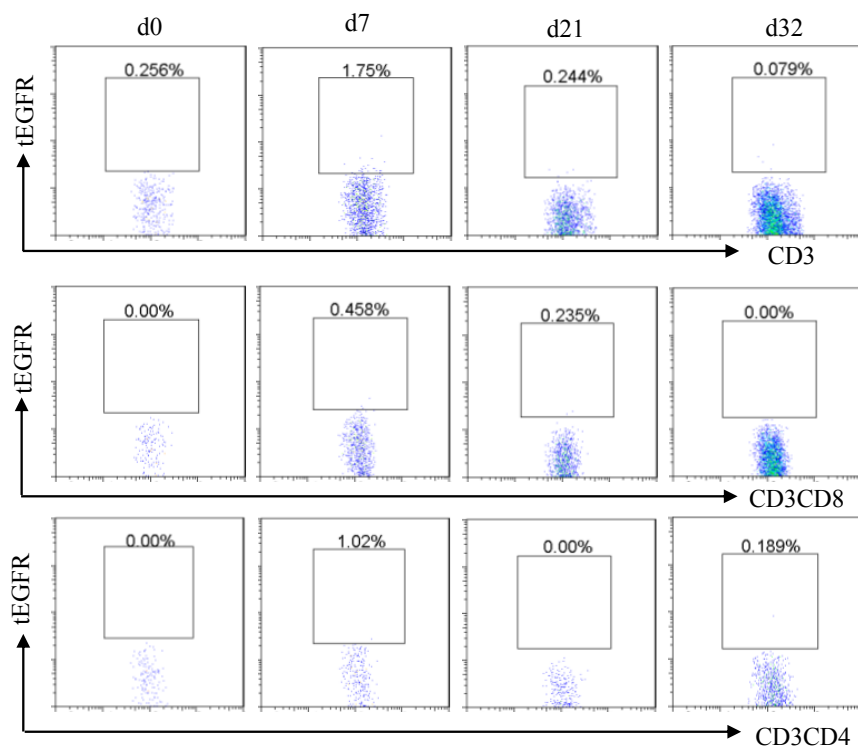 d0 d7 d21 d32
tEGFR 0.256% 1.75% 0.244% 0.079%
CD3
tEGFR 0.00% 0.458% 0.235% 0.00%
CD3CD8
tEGFR 0.00% 1.02% 0.00% 0.189%
CD3CD4